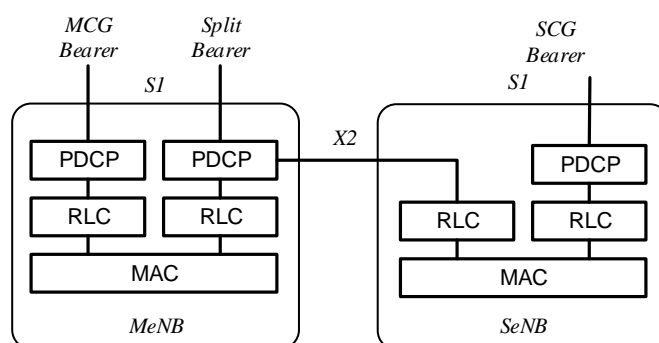 MCG
Bearer
Split
Bearer
SCG
Bearer
S1
S1
X2
PDCP
PDCP
PDCP
RLC
RLC
RLC
RLC
MAC
MAC
MeNB
SeNB